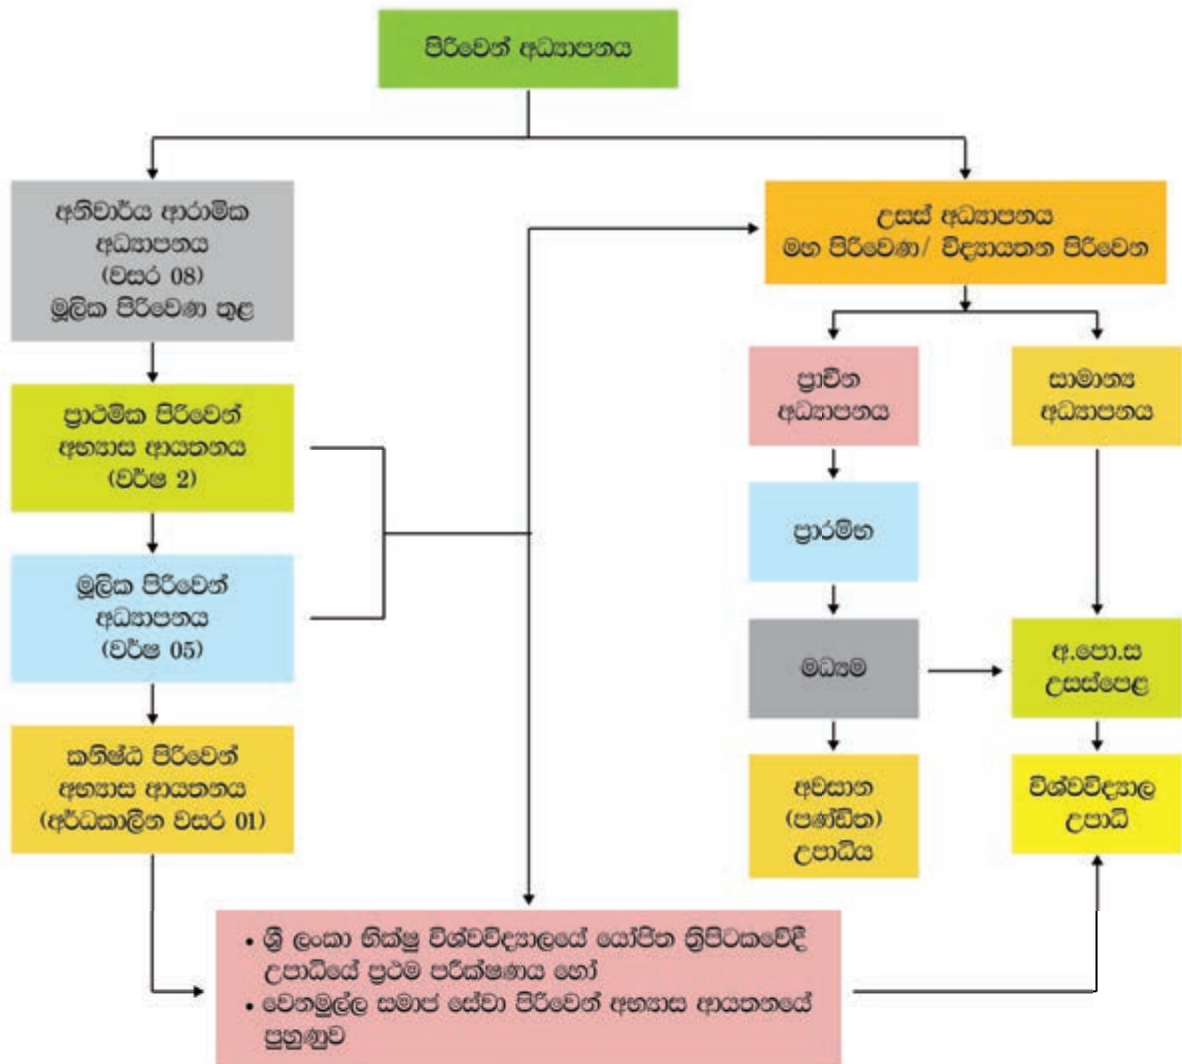 පිරිවෙන් අධ්‍යාපනය
අනිවාර්ය ආරාමික
අධ්‍යාපනය
(වසර 08)
මූලික පිරිවෙණ තුළ
ප්‍රාථමික පිරිවෙන්
අභ්‍යාස ආයතනය
(වර්ෂ 2)
මූලික පිරිවෙන්
අධ්‍යාපනය
(වර්ෂ 05)
කනිෂ්ඨ පිරිවෙන්
අභ්‍යාස ආයතනය
(අර්ධකාලීන වසර 01)
උසස් අධ්‍යාපනය
මහ පිරිවෙණ/ විද්‍යායතන පිරිවෙන
ප්‍රාචීන
අධ්‍යාපනය
ප්‍රාරම්භ
මධ්‍යම
අවසාන
(පණ්ඩිත)
උපාධිය
සාමාන්‍ය
අධ්‍යාපනය
අ.පො.ස
උසස්පෙළ
විශ්වවිද්‍යාල
උපාධි
• ශ්‍රී ලංකා භික්ෂු විශ්වවිද්‍යාලයේ යෝජිත ත්‍රිපිටකවේදී
උපාධියේ ප්‍රථම පරීක්ෂණය හෝ
• වෙනමුල්ල සමාජ සේවා පිරිවෙන් අභ්‍යාස ආයතනයේ
පුහුණුව